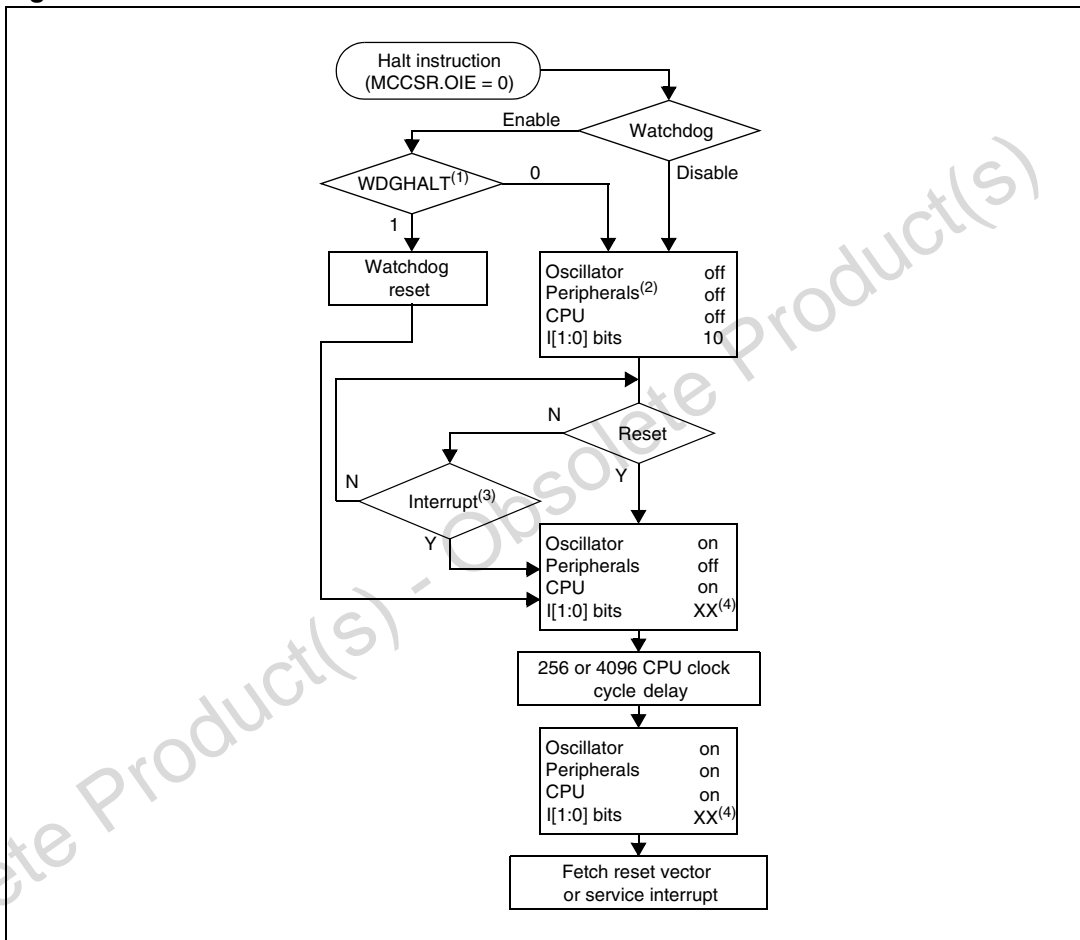 Halt instruction
(MCCSR.OIE = 0)
Enable
Watchdog
WDGHALT(1)
0
Disable
1
Watchdog
reset
Oscillator off
Peripherals(2) off
CPU off
I[1:0] bits 10
N
Reset
N
Interrupt(3)
Y
Y
Oscillator on
Peripherals off
CPU on
I[1:0] bits XX(4)
256 or 4096 CPU clock
cycle delay
Oscillator on
Peripherals on
CPU on
I[1:0] bits XX(4)
Fetch reset vector
or service interrupt
ete Product(s) - Obsolete Product(s)